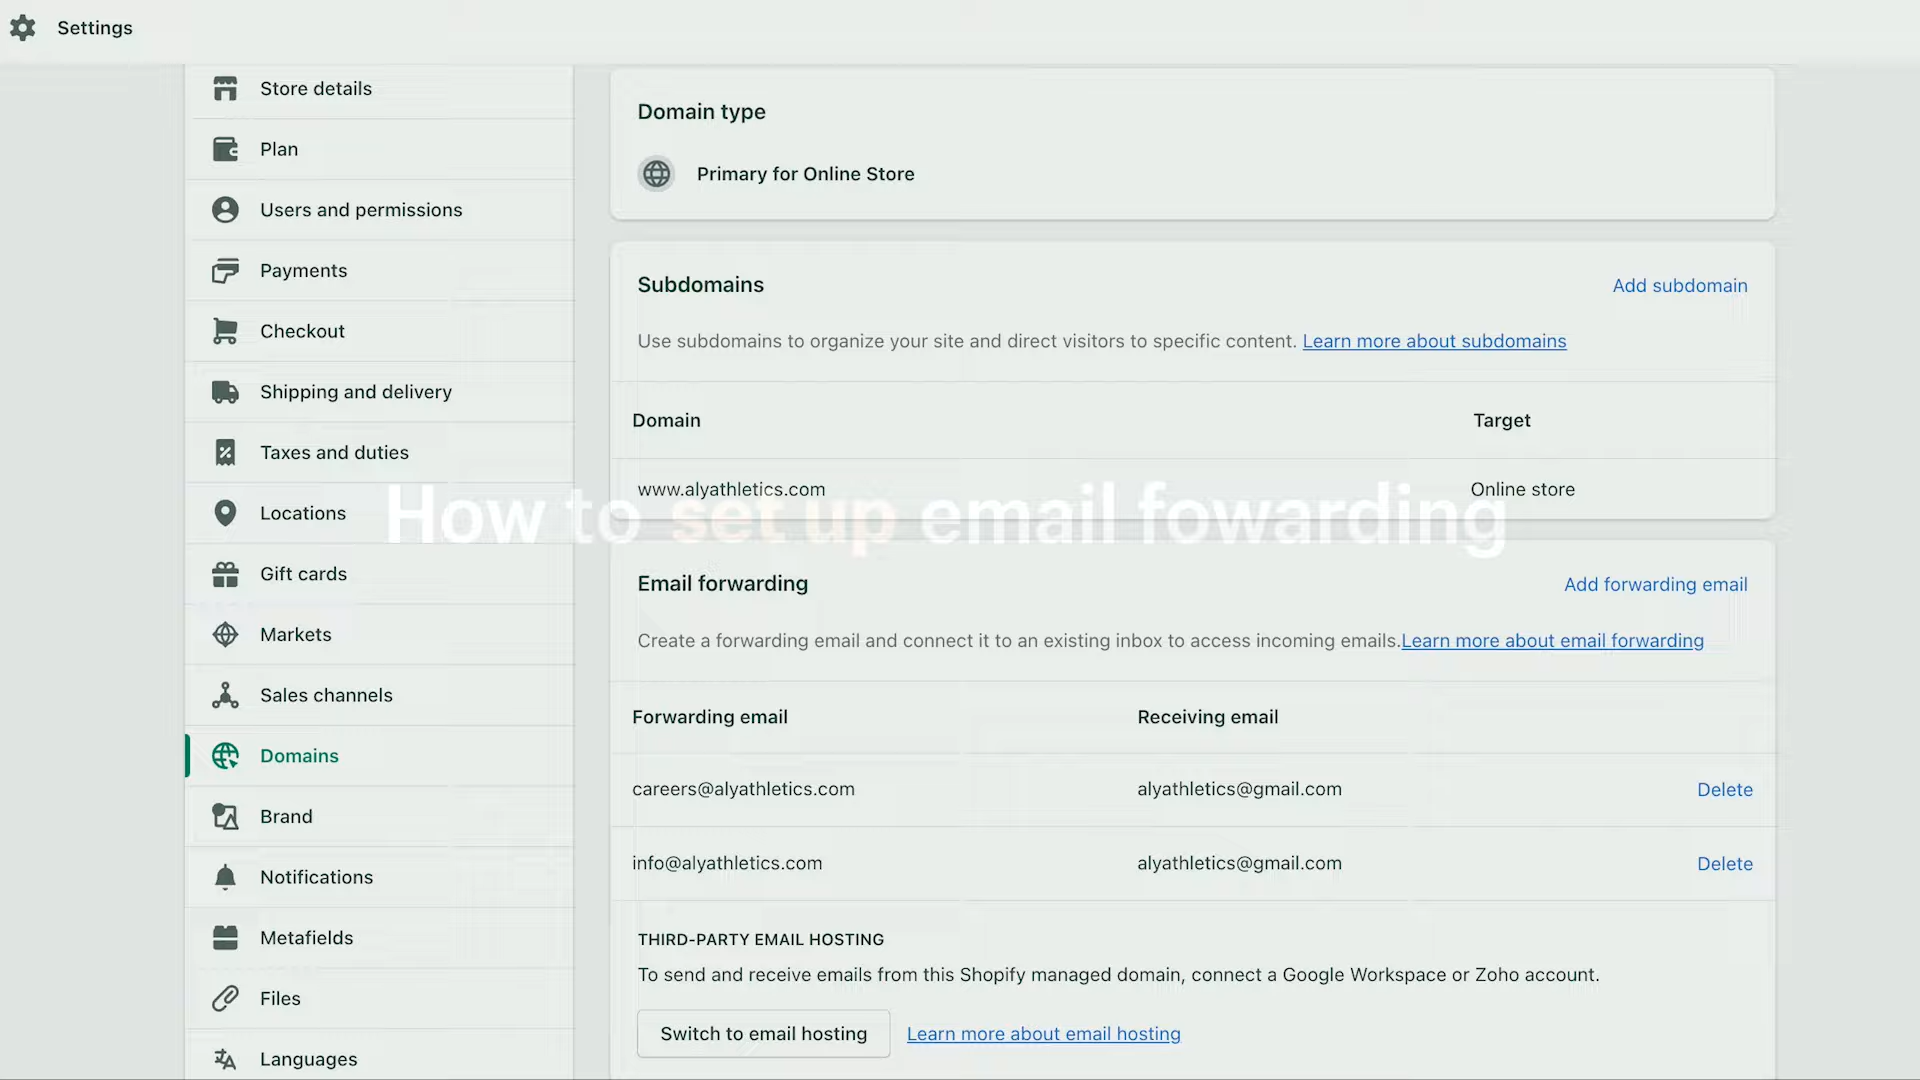 Settings
Store details
Plan
Users and permissions
Payments
Checkout
Shipping and delivery
Taxes and duties
Locations
Gift cards
Markets
Sales channels
Domains
Brand
Notifications
Metafields
Files
Languages
Domain type
Primary for Online Store
Subdomains
Add subdomain
Use subdomains to organize your site and direct visitors to specific content. Learn more about subdomains
Domain Target
www.alyathletics.com Online store
How to set up email fowarding
Email forwarding
Add forwarding email
Create a forwarding email and connect it to an existing inbox to access incoming emails.Learn more about email forwarding
Forwarding email Receiving email
careers@alyathletics.com alyathletics@gmail.com Delete
info@alyathletics.com alyathletics@gmail.com Delete
THIRD-PARTY EMAIL HOSTING
To send and receive emails from this Shopify managed domain, connect a Google Workspace or Zoho account.
Switch to email hosting Learn more about email hosting